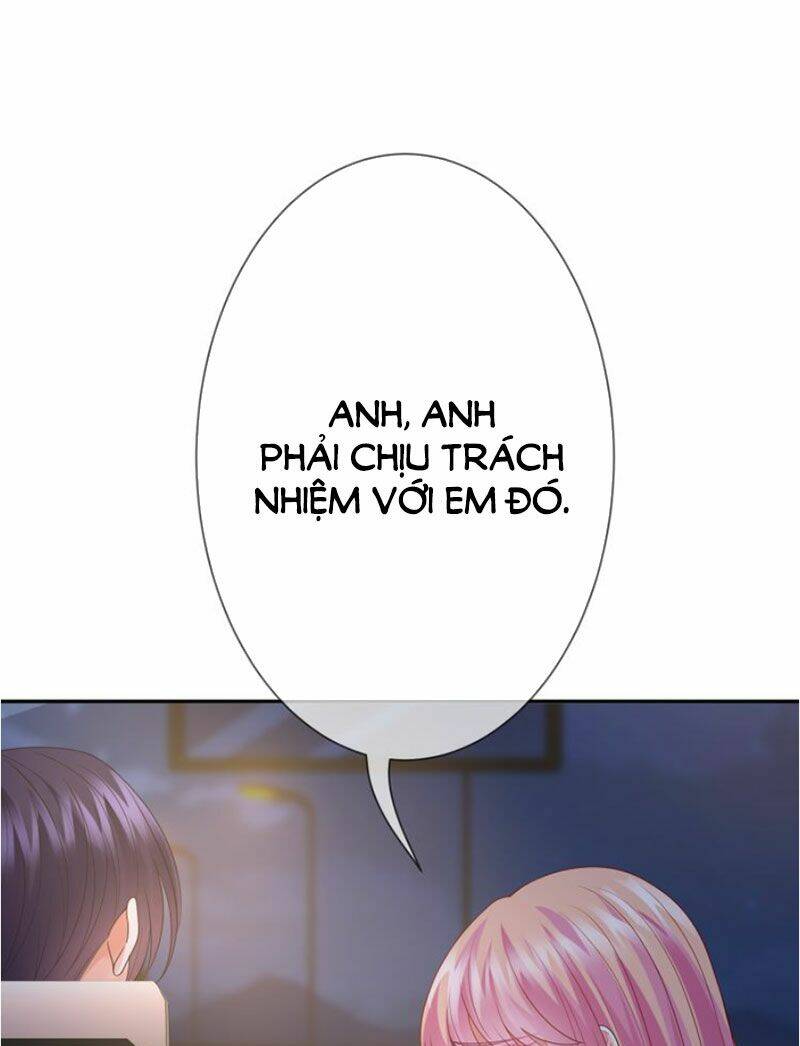 ANH, ANH
PHẢI CHỊU TRÁCH
NHIỆM VỚI EM ĐÓ.